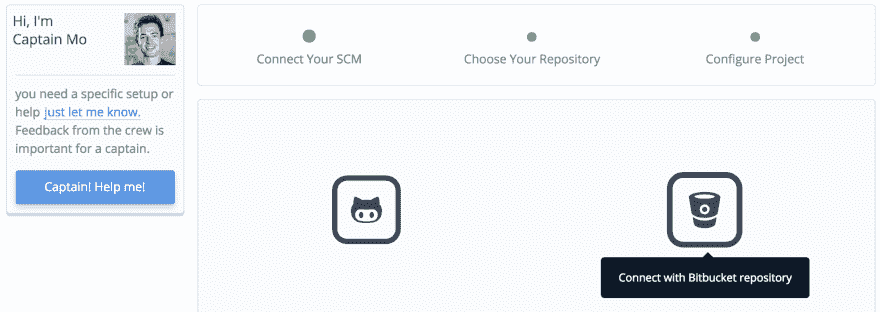 Hi, I'm
Captain Mo
you need a specific setup or
help just let me know.
Feedback from the crew is
important for a captain.
Captain! Help me!
Connect Your SCM
Choose Your Repository
Configure Project
Connect with Bitbucket repository